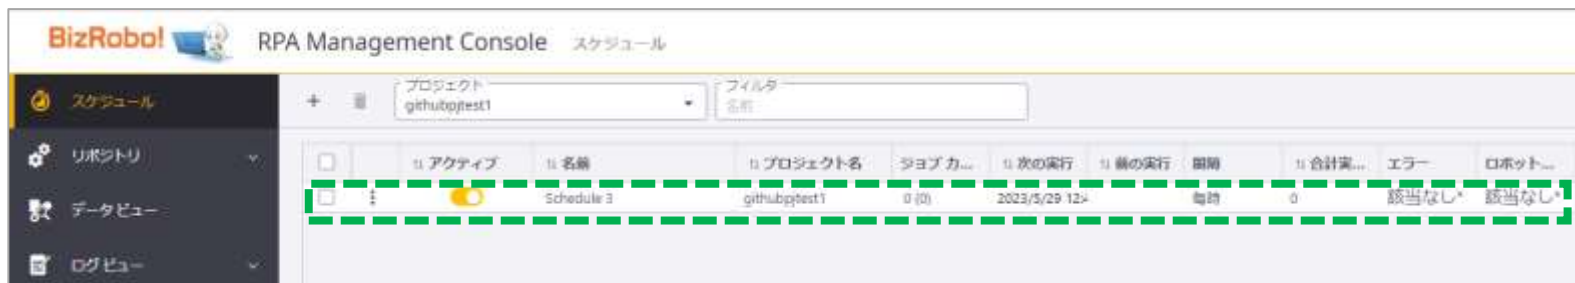 BizRobo! RPA Management Console スケジュール
スケジュール
プロジェクト
githubpjtest1
フィルタ
名前
リポジトリ
アクティブ 名前 プロジェクト名 ジョブ カ... 次の実行 前の実行 間隔 合計実... エラー ロボット...
Schedule 3 githubpjtest1 0 (0) 2023/5/29 12:4 毎時 0 該当なし* 該当なし*
データビュー
ログビュー